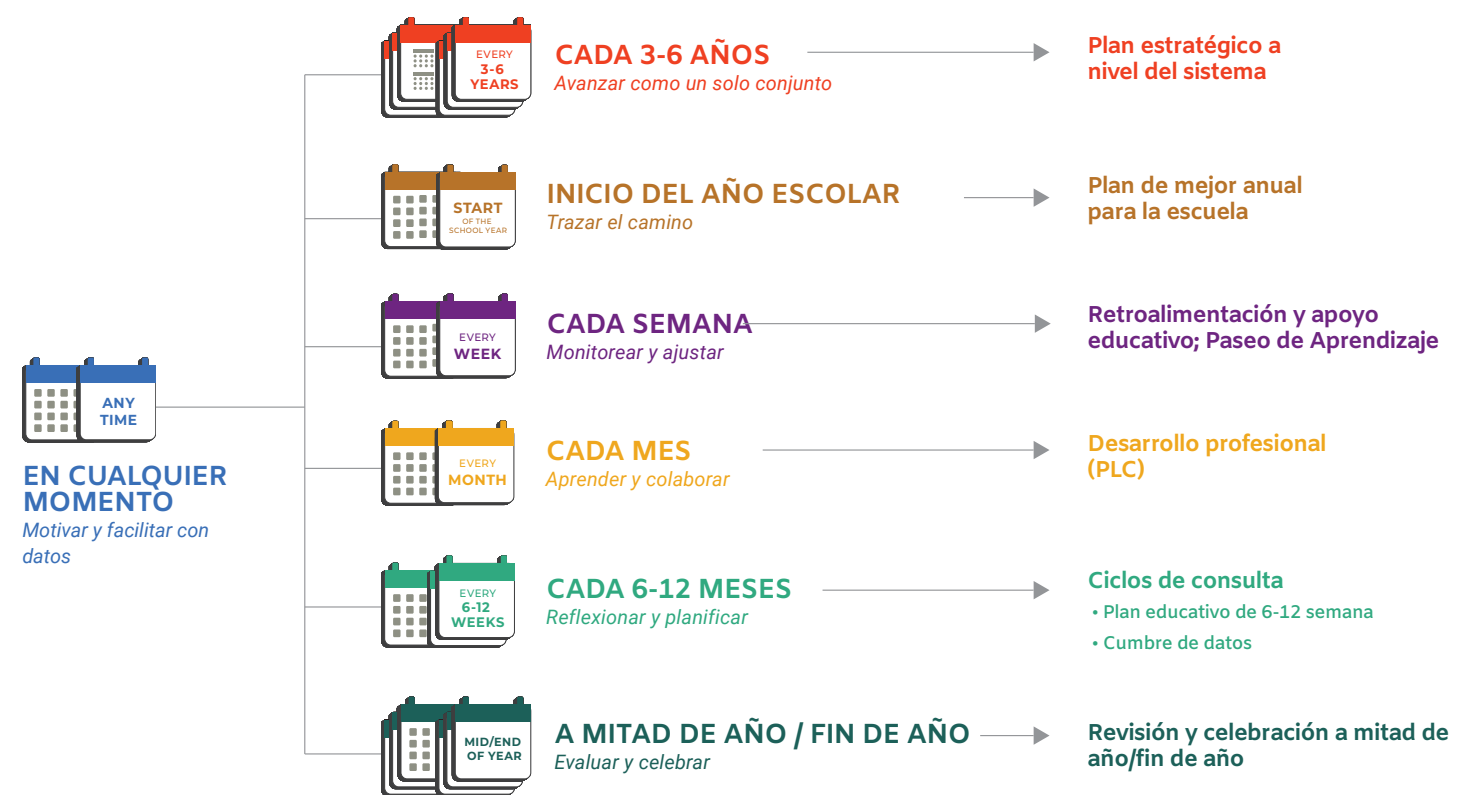 EVERY
3-6
YEARS
CADA 3-6 AÑOS
Avanzar como un solo conjunto
Plan estratégico a
nivel del sistema
START
OF THE
SCHOOL YEAR
INICIO DEL AÑO ESCOLAR
Trazar el camino
Plan de mejor anual
para la escuela
EVERY
WEEK
CADA SEMANA
Monitorear y ajustar
Retroalimentación y apoyo
educativo; Paseo de Aprendizaje
ANY
TIME
EN CUALQUIER
MOMENTO
Motivar y facilitar con
datos
EVERY
MONTH
CADA MES
Aprender y colaborar
Desarrollo profesional
(PLC)
EVERY
6-12
WEEKS
CADA 6-12 MESES
Reflexionar y planificar
Ciclos de consulta
• Plan educativo de 6-12 semana
• Cumbre de datos
MID/END
OF YEAR
A MITAD DE AÑO / FIN DE AÑO
Evaluar y celebrar
Revisión y celebración a mitad de
año/fin de año